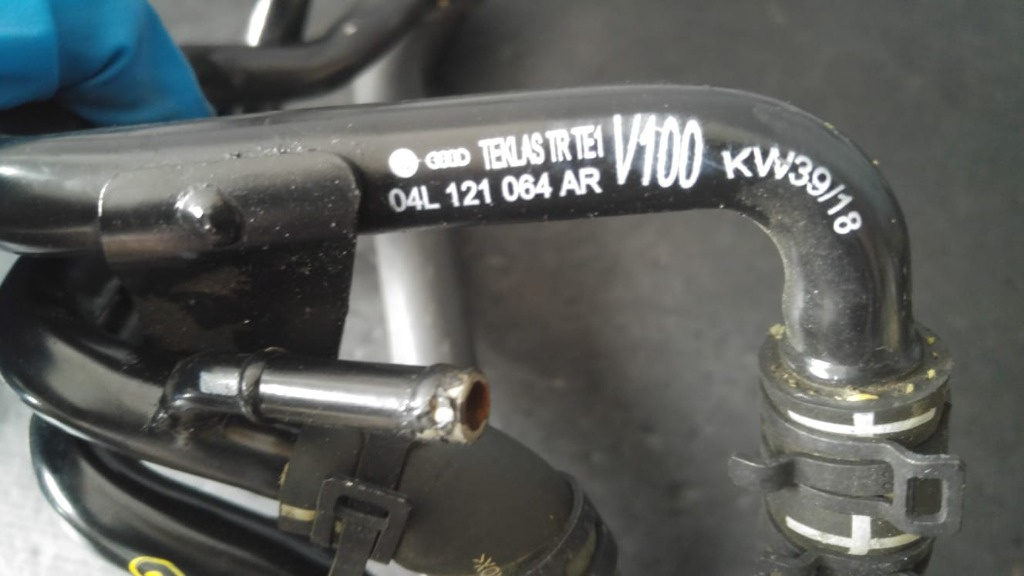 TEKLAS TR TE1 V100 KW39/18
04L 121 064 AR